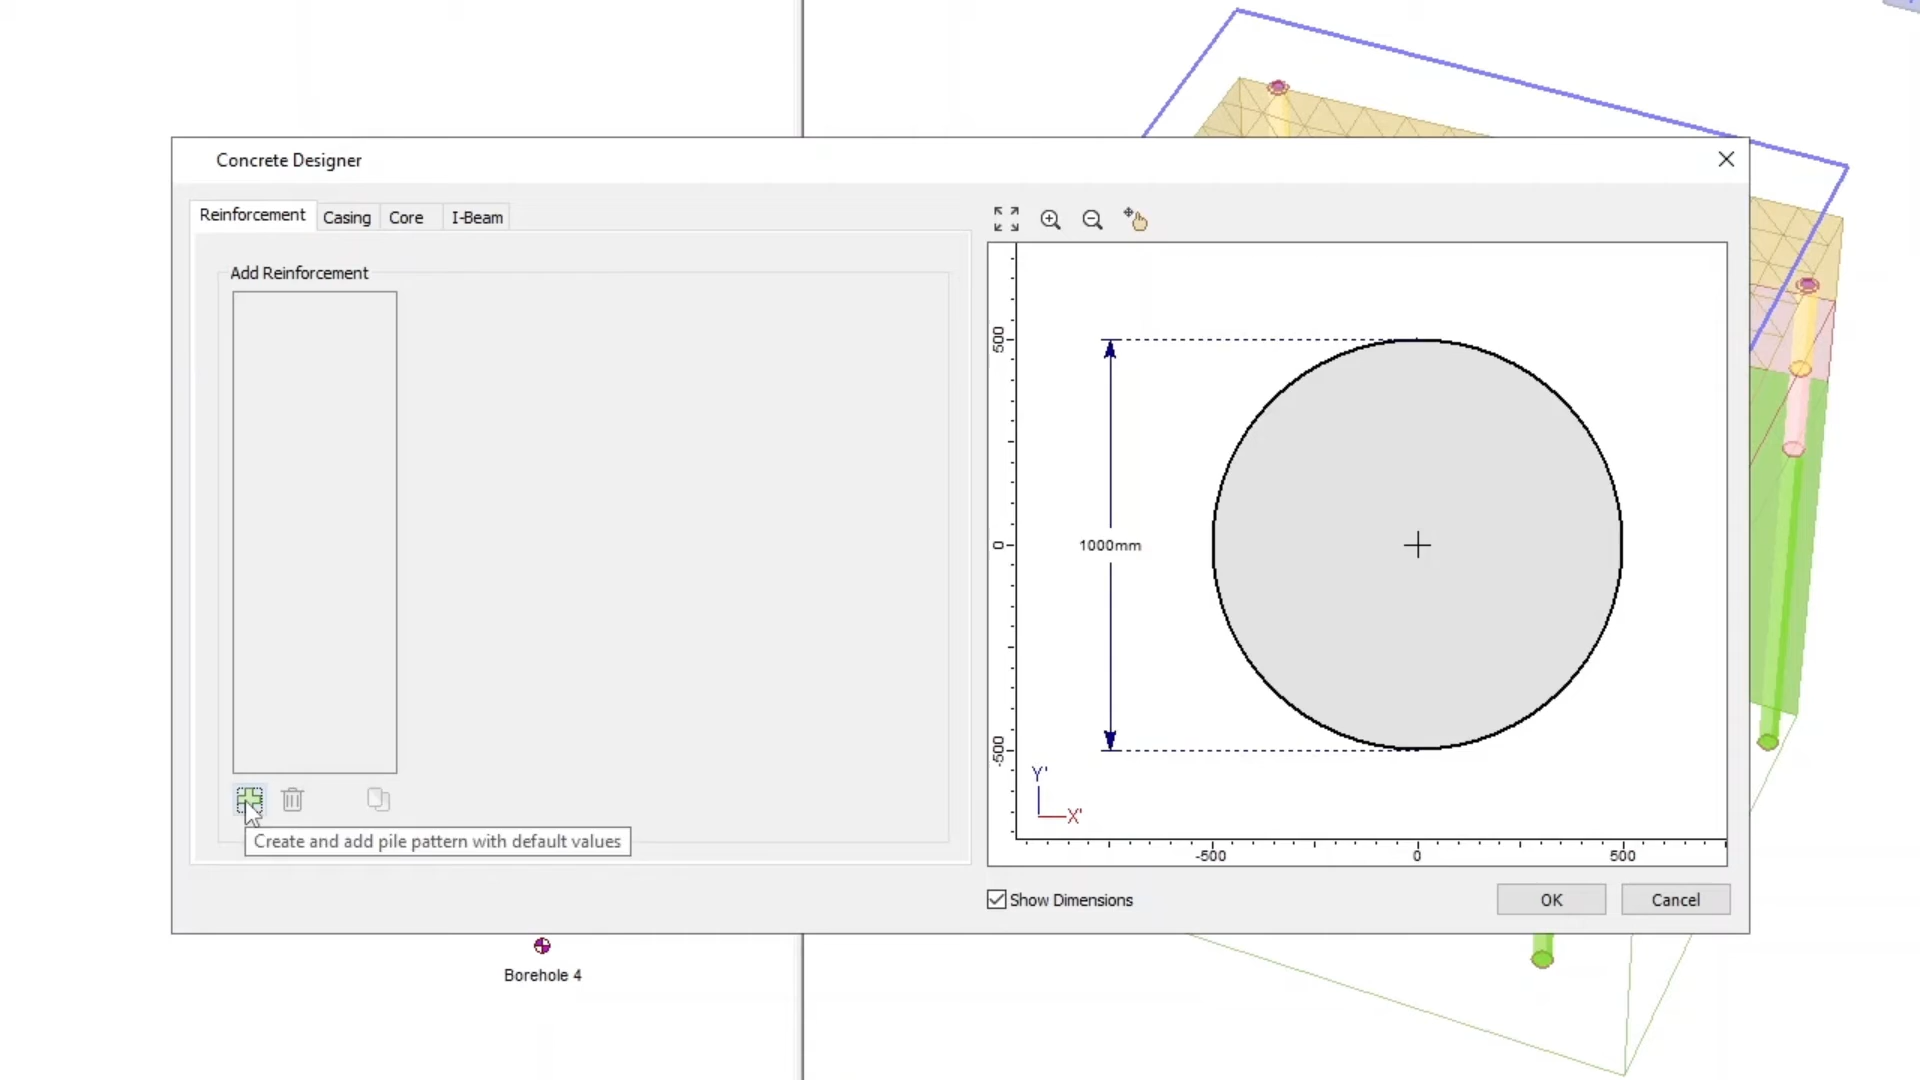 Concrete Designer
Reinforcement
Casing
Core
I-Beam
Add Reinforcement
Create and add pile pattern with default values
500
0
-500
1000mm
Y'
X'
-500
0
500
Show Dimensions
OK
Cancel
Borehole 4